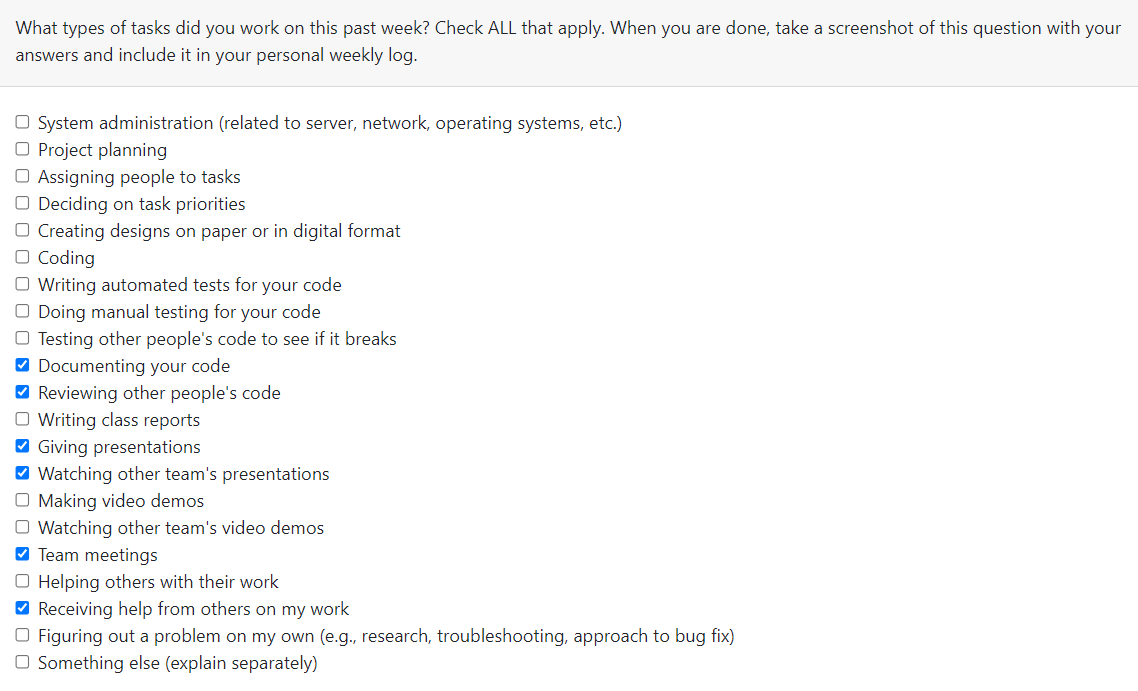 What types of tasks did you work on this past week? Check ALL that apply. When you are done, take a screenshot of this question with your
answers and include it in your personal weekly log.
System administration (related to server, network, operating systems, etc.)
Project planning
Assigning people to tasks
Deciding on task priorities
Creating designs on paper or in digital format
Coding
Writing automated tests for your code
Doing manual testing for your code
Testing other people's code to see if it breaks
Documenting your code
Reviewing other people's code
Writing class reports
Giving presentations
Watching other team's presentations
Making video demos
Watching other team's video demos
Team meetings
Helping others with their work
Receiving help from others on my work
Figuring out a problem on my own (e.g., research, troubleshooting, approach to bug fix)
Something else (explain separately)